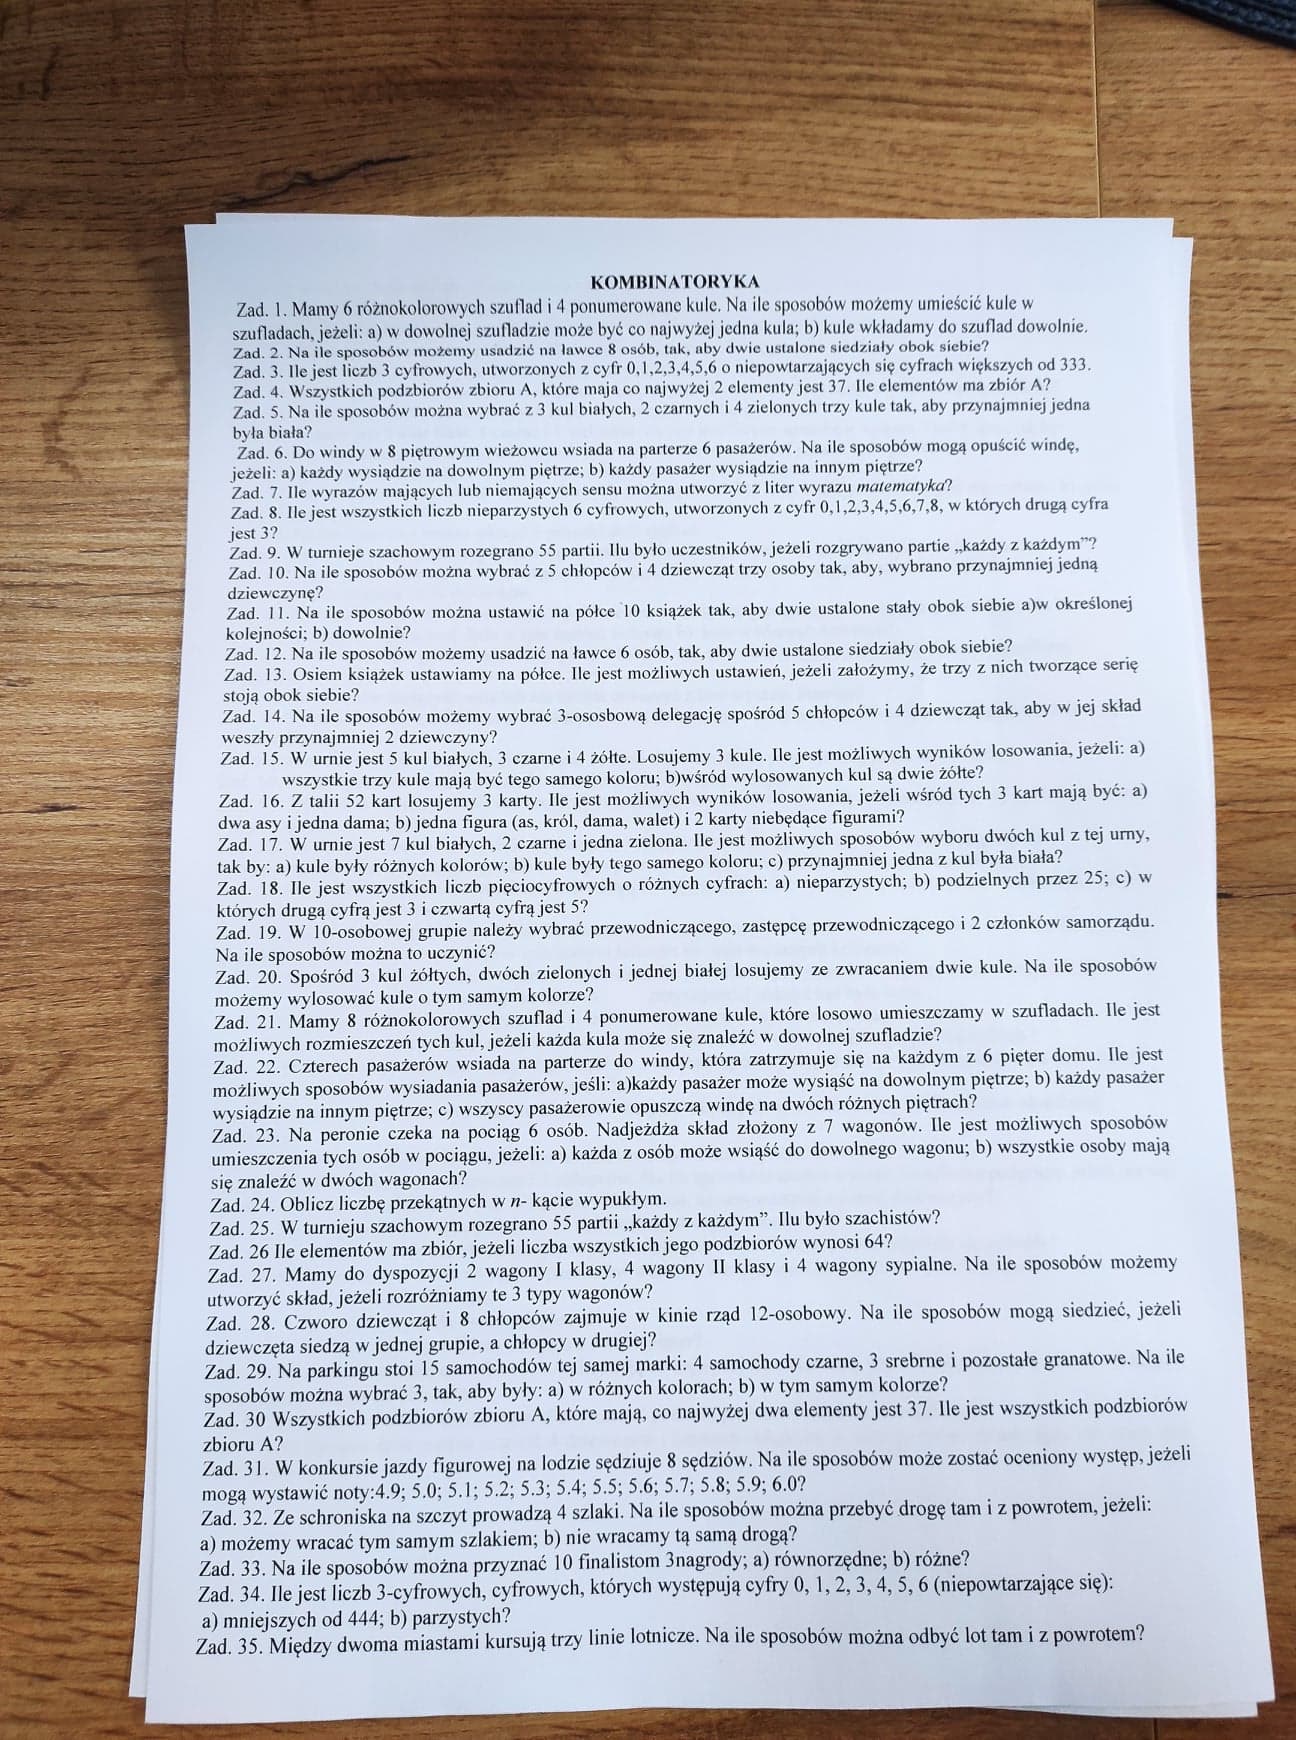 KOMBINATORYKA
Zad. 1. Mamy 6 różnokolorowych szuflad i 4 ponumerowane kule. Na ile sposobów możemy umieścić kule w
szufladach, jeżeli: a) w dowolnej szufladzie może być co najwyżej jedna kula; b) kule wkładamy do szuflad dowolnie.
Zad. 2. Na ile sposobów możemy usadzić na ławce 8 osób, tak, aby dwie ustalone siedziały obok siebie?
Zad. 3. Ile jest liczb 3 cyfrowych, utworzonych z cyfr 0,1,2,3,4,5,6 o niepowtarzających się cyfrach większych od 333.
Zad. 4. Wszystkich podzbiorów zbioru A, które maja co najwyżej 2 elementy jest 37. Ile elementów ma zbiór A?
Zad. 5. Na ile sposobów można wybrać z 3 kul białych, 2 czarnych i 4 zielonych trzy kule tak, aby przynajmniej jedna
była biała?
Zad. 6. Do windy w 8 piętrowym wieżowcu wsiada na parterze 6 pasażerów. Na ile sposobów mogą opuścić windę,
jeżeli: a) każdy wysiądzie na dowolnym piętrze; b) każdy pasażer wysiądzie na innym piętrze?
Zad. 7. Ile wyrazów mających lub niemających sensu można utworzyć z liter wyrazu matematyka?
Zad. 8. Ile jest wszystkich liczb nieparzystych 6 cyfrowych, utworzonych z cyfr 0,1,2,3,4,5,6,7,8, w których drugą cyfra
jest 3?
Zad. 9. W turnieje szachowym rozegrano 55 partii. Ilu było uczestników, jeżeli rozgrywano partie „każdy z każdym”?
Zad. 10. Na ile sposobów można wybrać z 5 chłopców i 4 dziewcząt trzy osoby tak, aby, wybrano przynajmniej jedną
dziewczynę?
Zad. 11. Na ile sposobów można ustawić na półce 10 książek tak, aby dwie ustalone stały obok siebie a)w określonej
kolejności; b) dowolnie?
Zad. 12. Na ile sposobów możemy usadzić na ławce 6 osób, tak, aby dwie ustalone siedziały obok siebie?
Zad. 13. Osiem książek ustawiamy na półce. Ile jest możliwych ustawień, jeżeli założymy, że trzy z nich tworzące serię
stoją obok siebie?
Zad. 14. Na ile sposobów możemy wybrać 3-ososbową delegację spośród 5 chłopców i 4 dziewcząt tak, aby w jej skład
weszły przynajmniej 2 dziewczyny?
Zad. 15. W urnie jest 5 kul białych, 3 czarne i 4 żółte. Losujemy 3 kule. Ile jest możliwych wyników losowania, jeżeli: a)
wszystkie trzy kule mają być tego samego koloru; b)wśród wylosowanych kul są dwie żółte?
Zad. 16. Z talii 52 kart losujemy 3 karty. Ile jest możliwych wyników losowania, jeżeli wśród tych 3 kart mają być: a)
dwa asy i jedna dama; b) jedna figura (as, król, dama, walet) i 2 karty niebędące figurami?
Zad. 17. W urnie jest 7 kul białych, 2 czarne i jedna zielona. Ile jest możliwych sposobów wyboru dwóch kul z tej urny,
tak by: a) kule były różnych kolorów; b) kule były tego samego koloru; c) przynajmniej jedna z kul była biała?
Zad. 18. Ile jest wszystkich liczb pięciocyfrowych o różnych cyfrach: a) nieparzystych; b) podzielnych przez 25; c) w
których drugą cyfrą jest 3 i czwartą cyfrą jest 5?
Zad. 19. W 10-osobowej grupie należy wybrać przewodniczącego, zastępcę przewodniczącego i 2 członków samorządu.
Na ile sposobów można to uczynić?
Zad. 20. Spośród 3 kul żółtych, dwóch zielonych i jednej białej losujemy ze zwracaniem dwie kule. Na ile sposobów
możemy wylosować kule o tym samym kolorze?
Zad. 21. Mamy 8 różnokolorowych szuflad i 4 ponumerowane kule, które losowo umieszczamy w szufladach. Ile jest
możliwych rozmieszczeń tych kul, jeżeli każda kula może się znaleźć w dowolnej szufladzie?
Zad. 22. Czterech pasażerów wsiada na parterze do windy, która zatrzymuje się na każdym z 6 pięter domu. Ile jest
możliwych sposobów wysiadania pasażerów, jeśli: a)każdy pasażer może wysiąść na dowolnym piętrze; b) każdy pasażer
wysiądzie na innym piętrze; c) wszyscy pasażerowie opuszczą windę na dwóch różnych piętrach?
Zad. 23. Na peronie czeka na pociąg 6 osób. Nadjeżdża skład złożony z 7 wagonów. Ile jest możliwych sposobów
umieszczenia tych osób w pociągu, jeżeli: a) każda z osób może wsiąść do dowolnego wagonu; b) wszystkie osoby mają
się znaleźć w dwóch wagonach?
Zad. 24. Oblicz liczbę przekątnych w n- kącie wypukłym.
Zad. 25. W turnieju szachowym rozegrano 55 partii „każdy z każdym”. Ilu było szachistów?
Zad. 26 Ile elementów ma zbiór, jeżeli liczba wszystkich jego podzbiorów wynosi 64?
Zad. 27. Mamy do dyspozycji 2 wagony I klasy, 4 wagony II klasy i 4 wagony sypialne. Na ile sposobów możemy
utworzyć skład, jeżeli rozróżniamy te 3 typy wagonów?
Zad. 28. Czworo dziewcząt i 8 chłopców zajmuje w kinie rząd 12-osobowy. Na ile sposobów mogą siedzieć, jeżeli
dziewczęta siedzą w jednej grupie, a chłopcy w drugiej?
Zad. 29. Na parkingu stoi 15 samochodów tej samej marki: 4 samochody czarne, 3 srebrne i pozostałe granatowe. Na ile
sposobów można wybrać 3, tak, aby były: a) w różnych kolorach; b) w tym samym kolorze?
Zad. 30 Wszystkich podzbiorów zbioru A, które mają, co najwyżej dwa elementy jest 37. Ile jest wszystkich podzbiorów
zbioru A?
Zad. 31. W konkursie jazdy figurowej na lodzie sędziuje 8 sędziów. Na ile sposobów może zostać oceniony występ, jeżeli
mogą wystawić noty:4.9; 5.0; 5.1; 5.2; 5.3; 5.4; 5.5; 5.6; 5.7; 5.8; 5.9; 6.0?
Zad. 32. Ze schroniska na szczyt prowadzą 4 szlaki. Na ile sposobów można przebyć drogę tam i z powrotem, jeżeli:
a) możemy wracać tym samym szlakiem; b) nie wracamy tą samą drogą?
Zad. 33. Na ile sposobów można przyznać 10 finalistom 3nagrody; a) równorzędne; b) różne?
Zad. 34. Ile jest liczb 3-cyfrowych, cyfrowych, których występują cyfry 0, 1, 2, 3, 4, 5, 6 (niepowtarzające się):
a) mniejszych od 444; b) parzystych?
Zad. 35. Między dwoma miastami kursują trzy linie lotnicze. Na ile sposobów można odbyć lot tam i z powrotem?